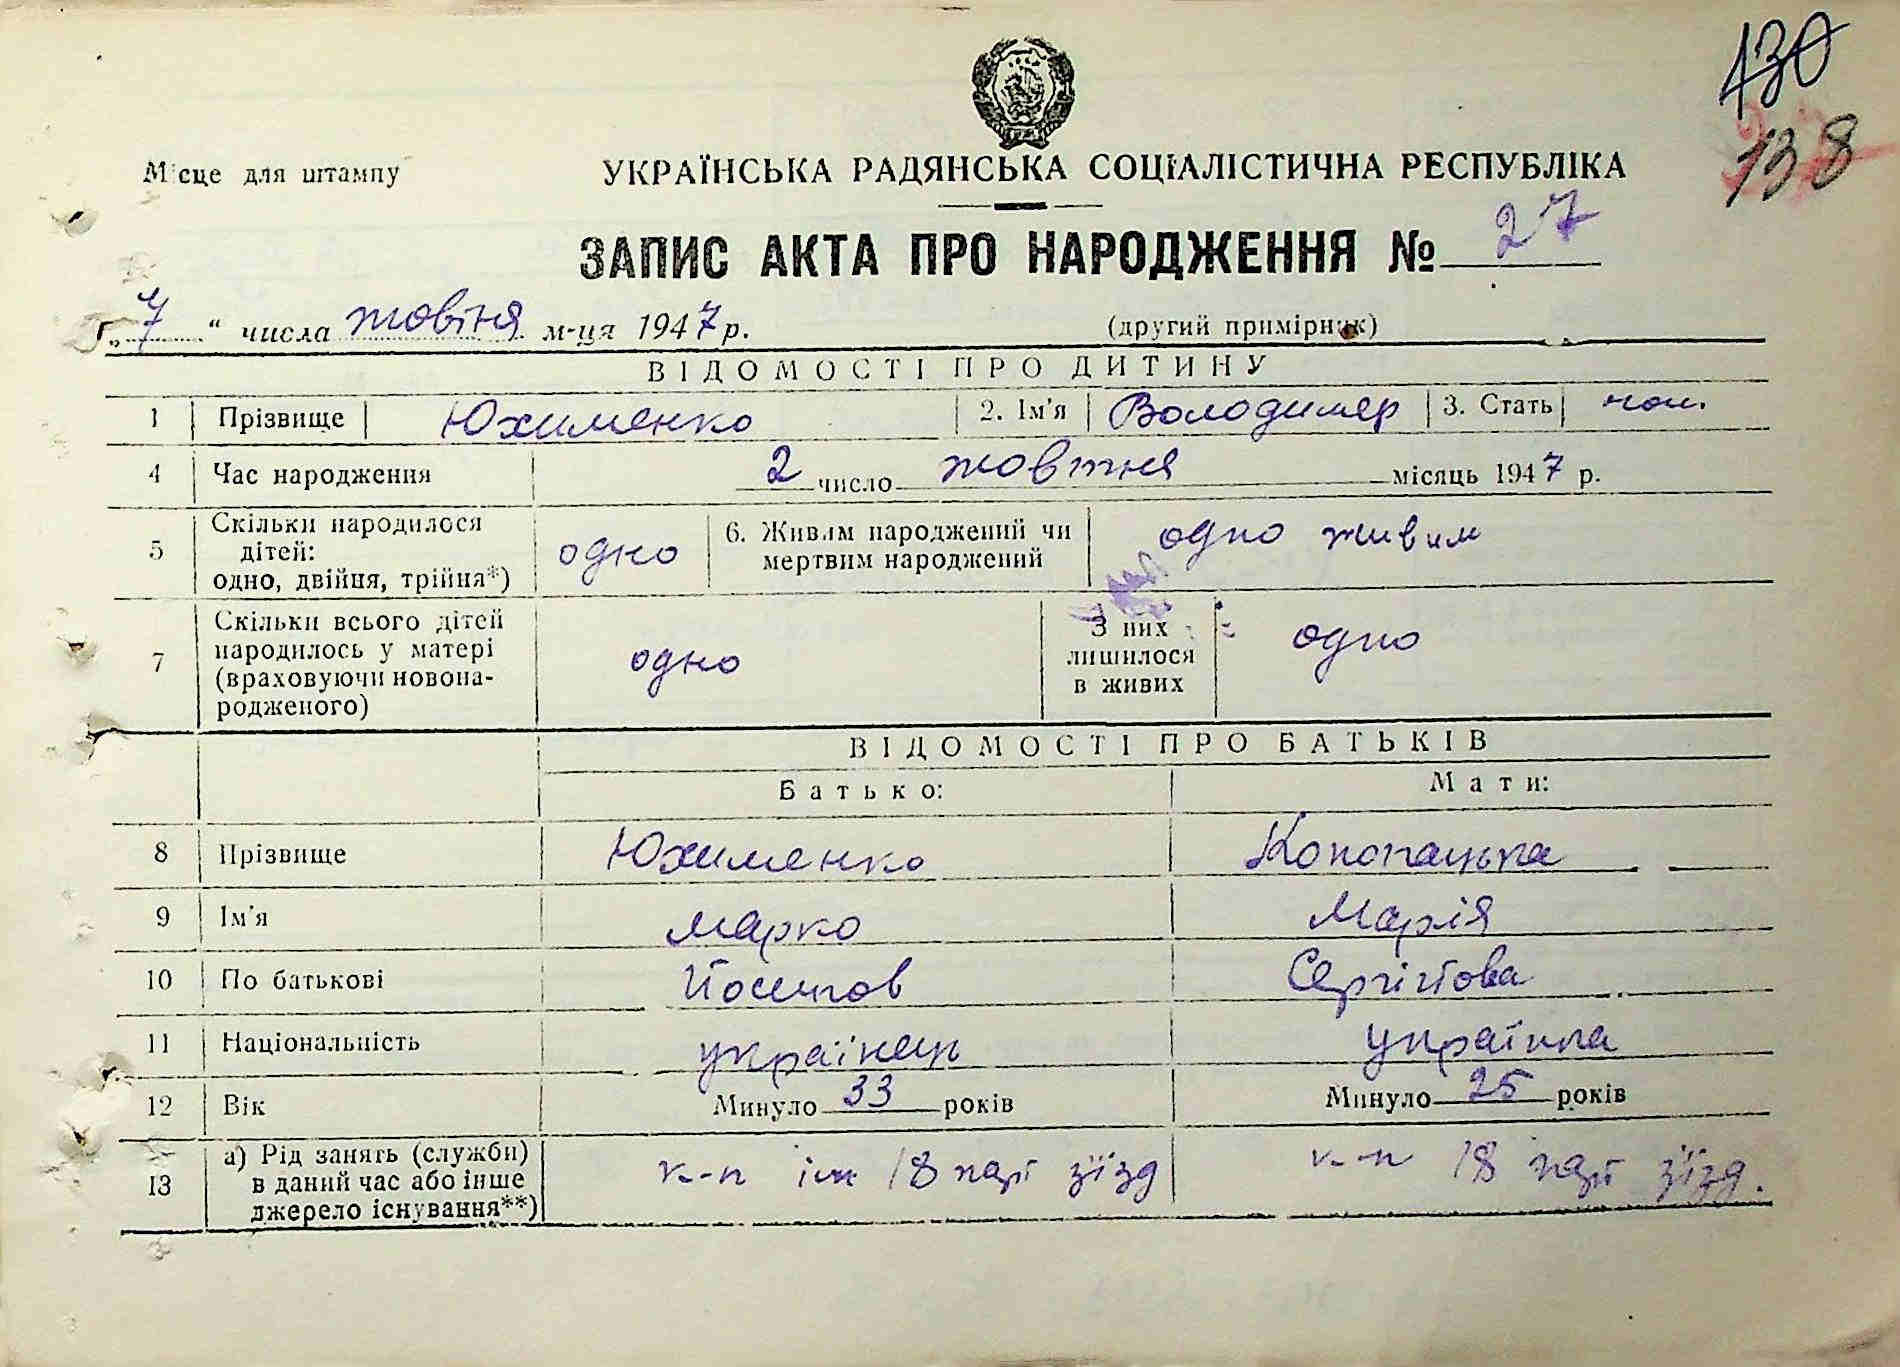 430
138
Місце для штампу
УКРАЇНСЬКА РАДЯНСЬКА СОЦІАЛІСТИЧНА РЕСПУБЛІКА
ЗАПИС АКТА ПРО НАРОДЖЕННЯ № 27
„7“ числа жовтня м-ця 1947 р. (другий примірник)
ВІДОМОСТІ ПРО ДИТИНУ
1 Прізвище Юхименко 2. Ім'я Володимер 3. Стать чол.
4 Час народження 2 число жовтня місяць 1947 р.
5 Скільки народилося дітей: одно, двійня, трійня*) одно 6. Живим народжений чи мертвим народжений одно живим
7 Скільки всього дітей народилось у матері (враховуючи новонародженого) одно З них лишилося в живих одно
ВІДОМОСТІ ПРО БАТЬКІВ
Батько: Мати:
8 Прізвище Юхименко Конопацька
9 Ім'я Марко Марія
10 По батькові Йосипов Сергійова
11 Національність українець українка
12 Вік Минуло 33 років Минуло 25 років
13 а) Рід занять (служби) в даний час або інше джерело існування**) к-п ім 18 парт зїзд к-п 18 парт зїзд.